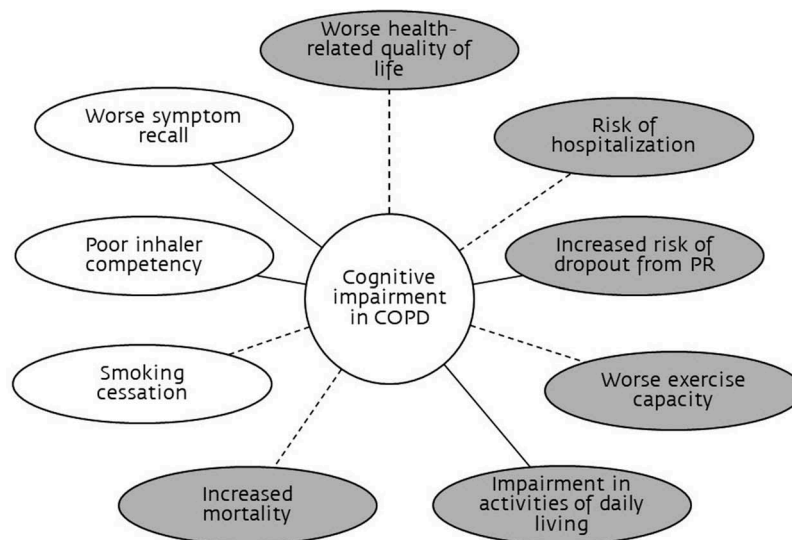 Worse health-
related quality of
life
Worse symptom
recall
Risk of
hospitalization
Poor inhaler
competency
Cognitive
impairment
in COPD
Increased risk of
dropout from PR
Smoking
cessation
Worse exercise
capacity
Increased
mortality
Impairment in
activities of daily
living